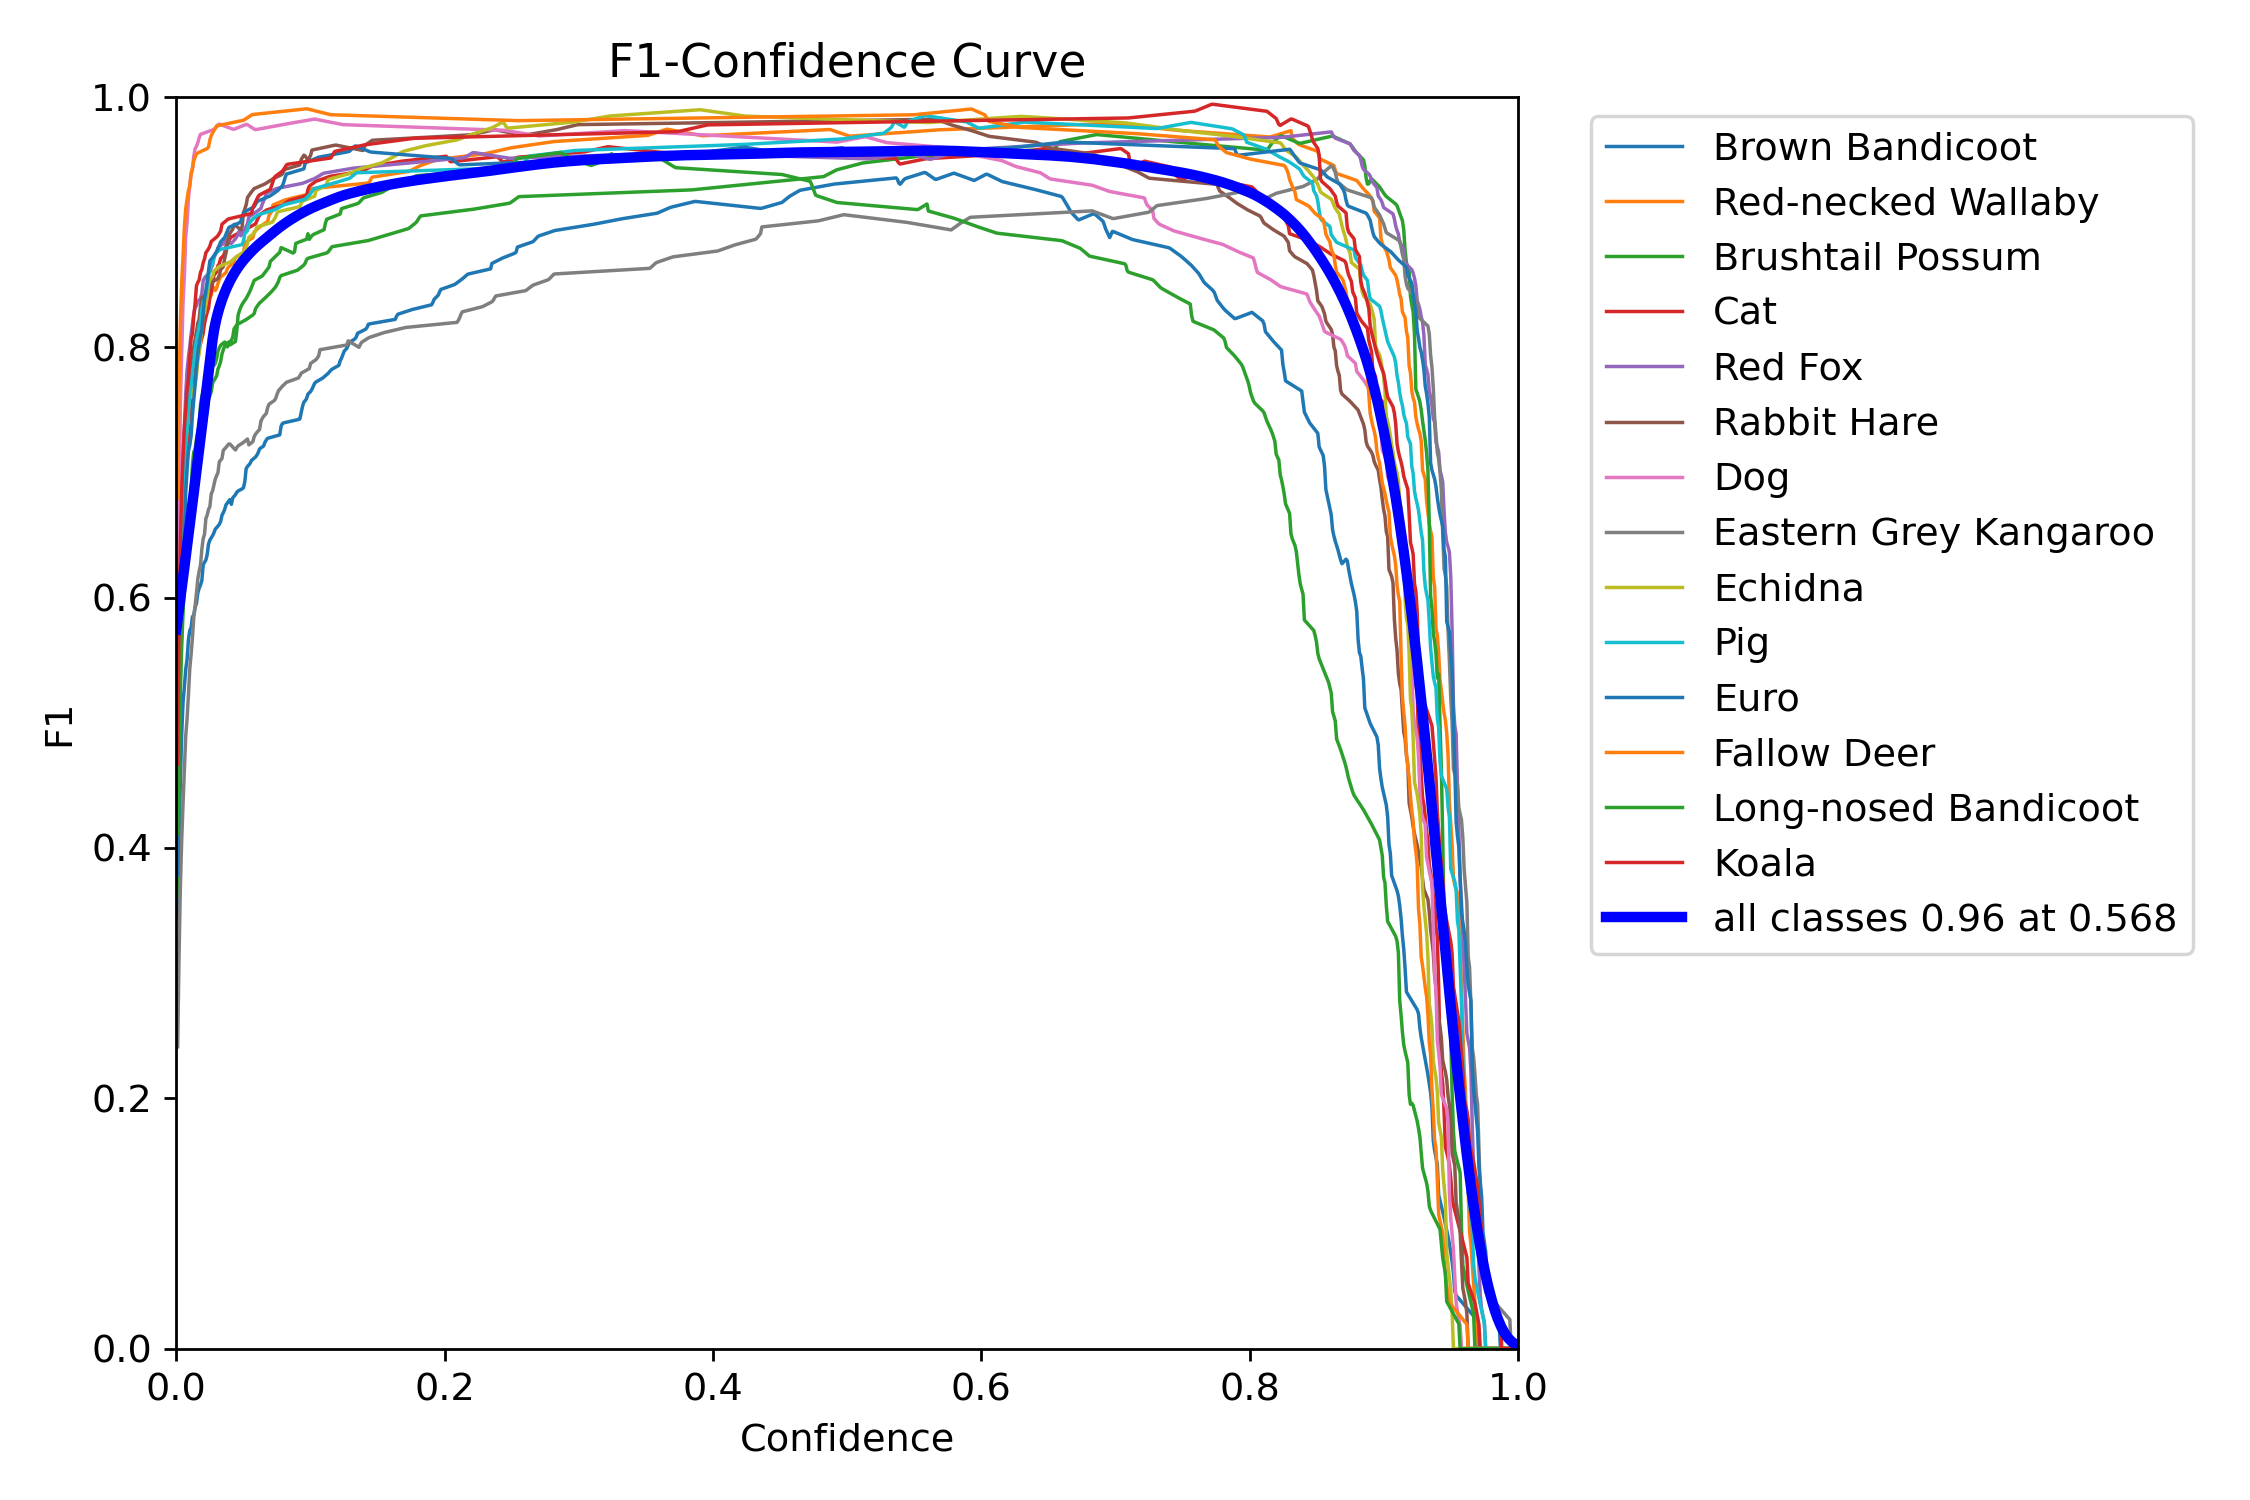 F1-Confidence Curve
1.0
0.8
0.6
0.4
0.2
0.0
F1
0.0 0.2 0.4 0.6 0.8 1.0
Confidence
Brown Bandicoot
Red-necked Wallaby
Brushtail Possum
Cat
Red Fox
Rabbit Hare
Dog
Eastern Grey Kangaroo
Echidna
Pig
Euro
Fallow Deer
Long-nosed Bandicoot
Koala
all classes 0.96 at 0.568